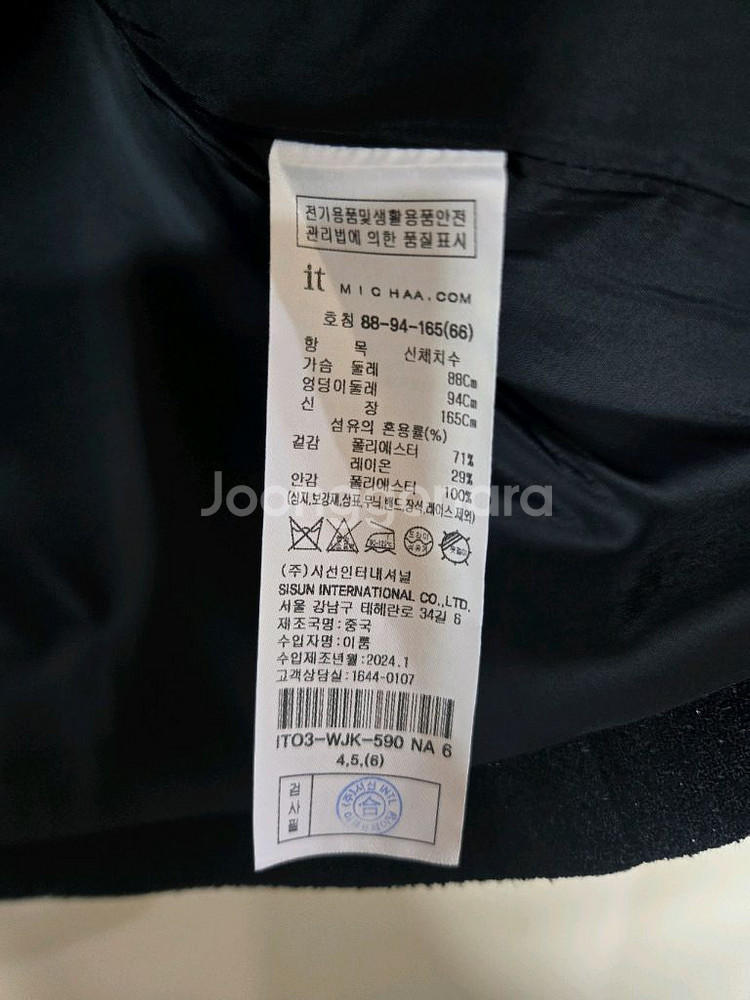 전기용품및생활용품안전
관리법에 의한 품질표시
it MICHAA.COM
호칭 88-94-165(66)
항 목 신체치수
가슴 둘레 88Cm
엉덩이둘레 94Cm
신 장 165Cm
섬유의 혼용률(%)
겉감 폴리에스터 71%
레이온 29%
안감 폴리에스터 100%
Joonggonara
(심지,보강재,상표,무늬,밴드,장식,레이스제외)
(주)시선인터내셔널
SISUN INTERNATIONAL CO.,LTD.
서울 강남구 테헤란로 34길 6
제조국명:중국
수입자명:이룸
수입제조년월:2024.1
고객상담실:1644-0107
ITO3-WJK-590 NA 6
4,5,(6)
검사필
(주)시선 INTL
合